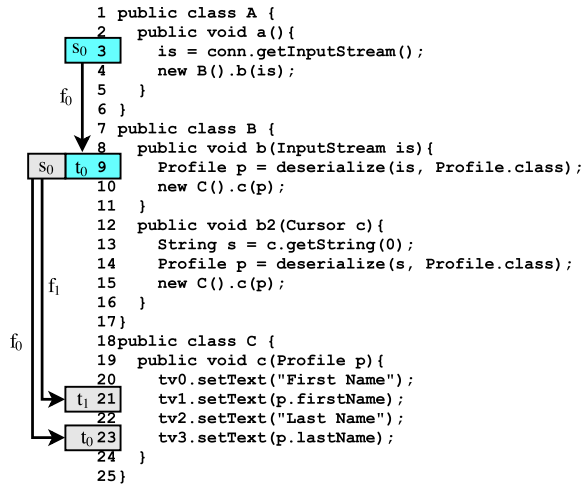 1 public class A {
2 public void a(){
s0 3 is = conn.getInputStream();
4 new B().b(is);
f0
5 }
6 }
7 public class B {
8 public void b(InputStream is){
s0 t0 9 Profile p = deserialize(is, Profile.class);
10 new C().c(p);
11 }
12 public void b2(Cursor c){
13 String s = c.getString(0);
14 Profile p = deserialize(s, Profile.class);
15 new C().c(p);
f1
16 }
17}
f0
18public class C {
19 public void c(Profile p){
20 tv0.setText("First Name");
t1 21 tv1.setText(p.firstName);
22 tv2.setText("Last Name");
t0 23 tv3.setText(p.lastName);
24 }
25}